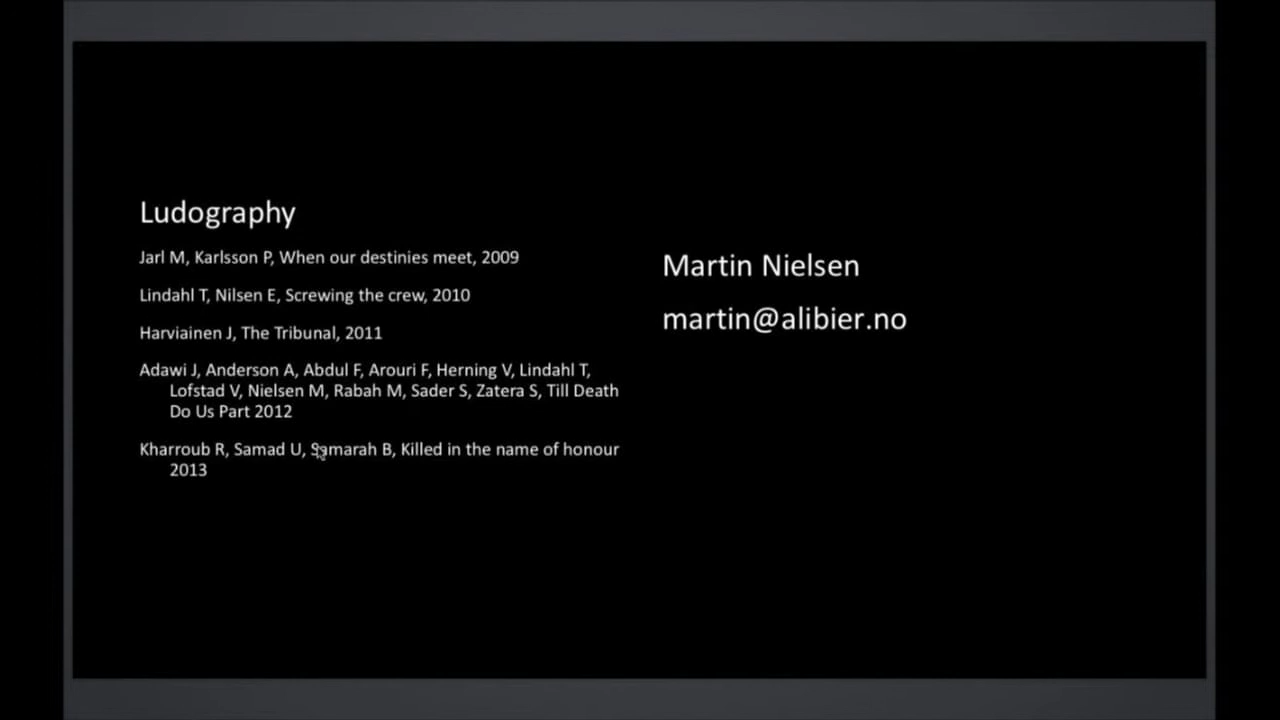 Ludography
Jarl M, Karlsson P, When our destinies meet, 2009
Lindahl T, Nilsen E, Screwing the crew, 2010
Harviainen J, The Tribunal, 2011
Adawi J, Anderson A, Abdul F, Arouri F, Herning V, Lindahl T,
Lofstad V, Nielsen M, Rabah M, Sader S, Zatera S, Till Death
Do Us Part 2012
Kharroub R, Samad U, Samarah B, Killed in the name of honour
2013
Martin Nielsen
martin@alibier.no